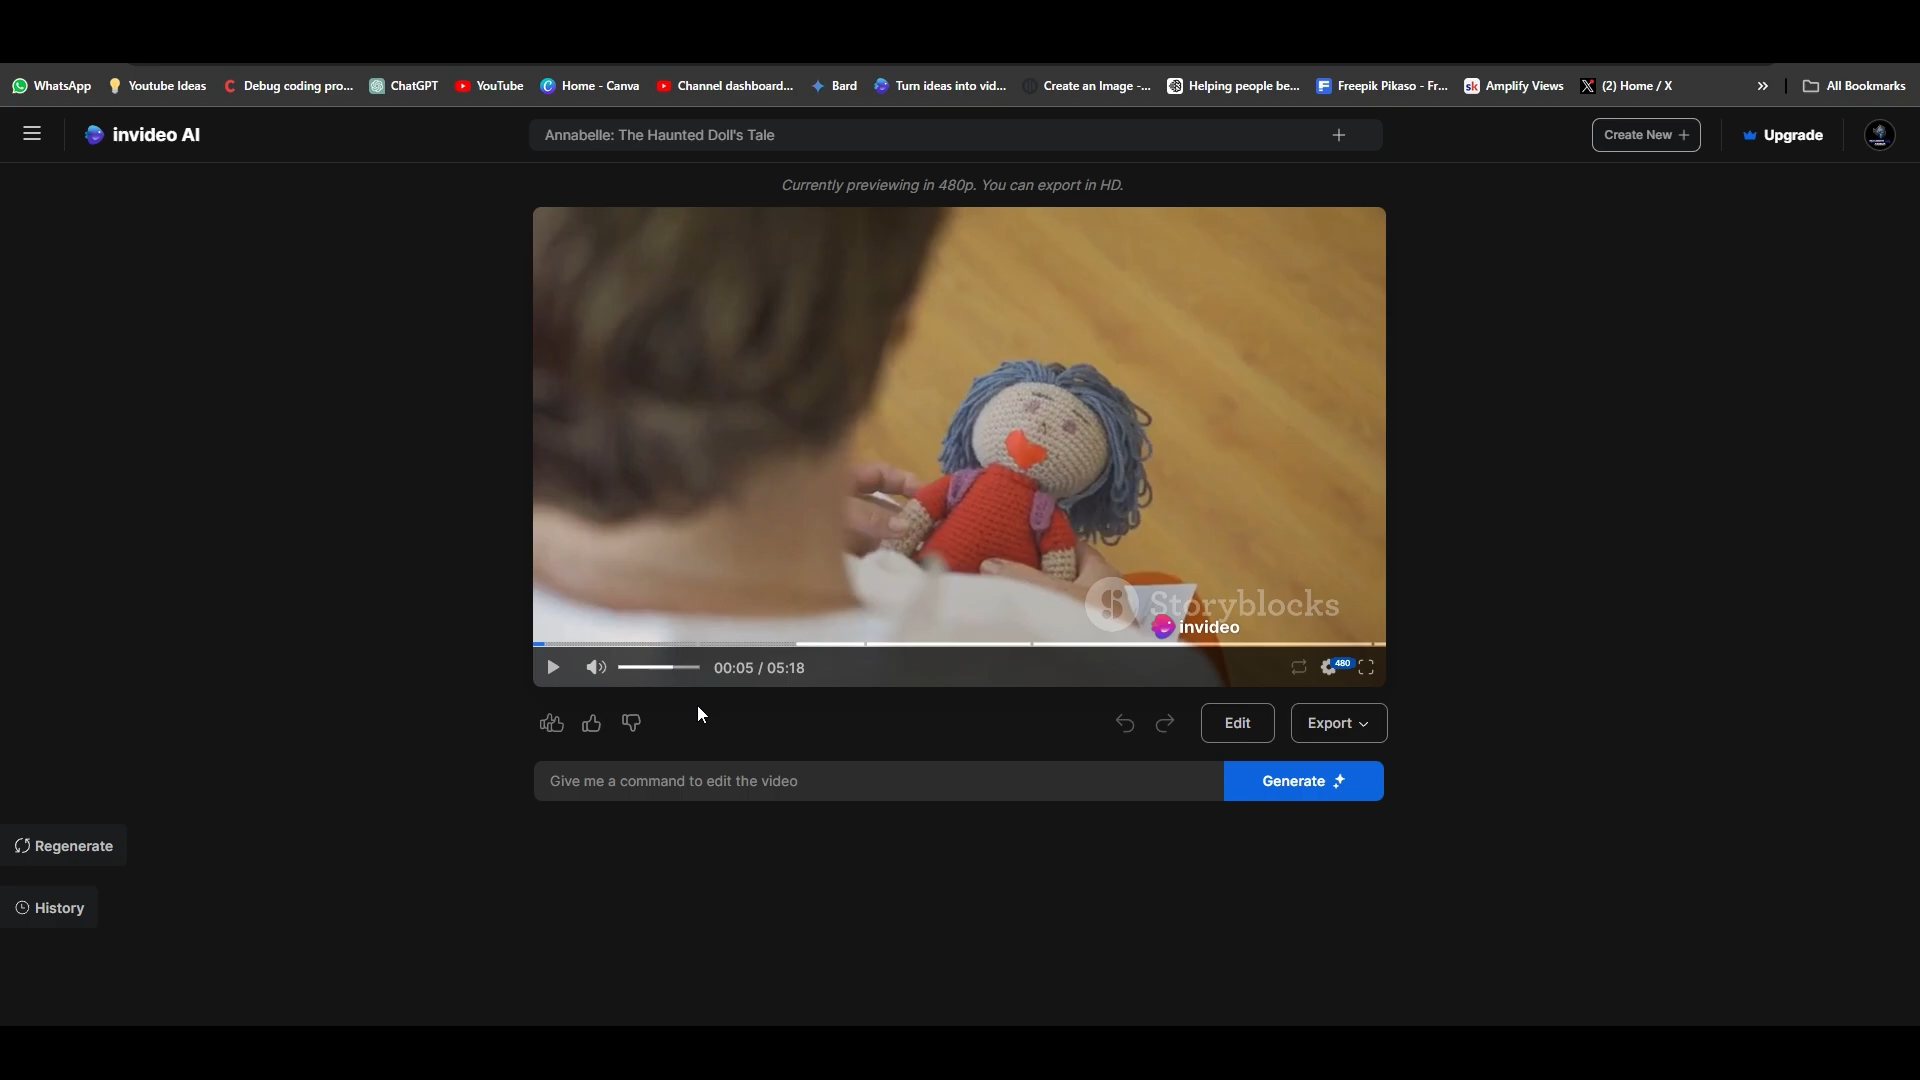 WhatsApp Youtube Ideas Debug coding pro... ChatGPT YouTube Home - Canva Channel dashboard... Bard Turn ideas into vid... Create an Image -... Helping people be... Freepik Pikaso - Fr... sk Amplify Views X (2) Home / X » All Bookmarks
invideo AI Annabelle: The Haunted Doll's Tale + Create New + Upgrade
Currently previewing in 480p. You can export in HD.
Storyblocks
invideo
00:05 / 05:18 480
Edit Export
Give me a command to edit the video Generate
Regenerate
History